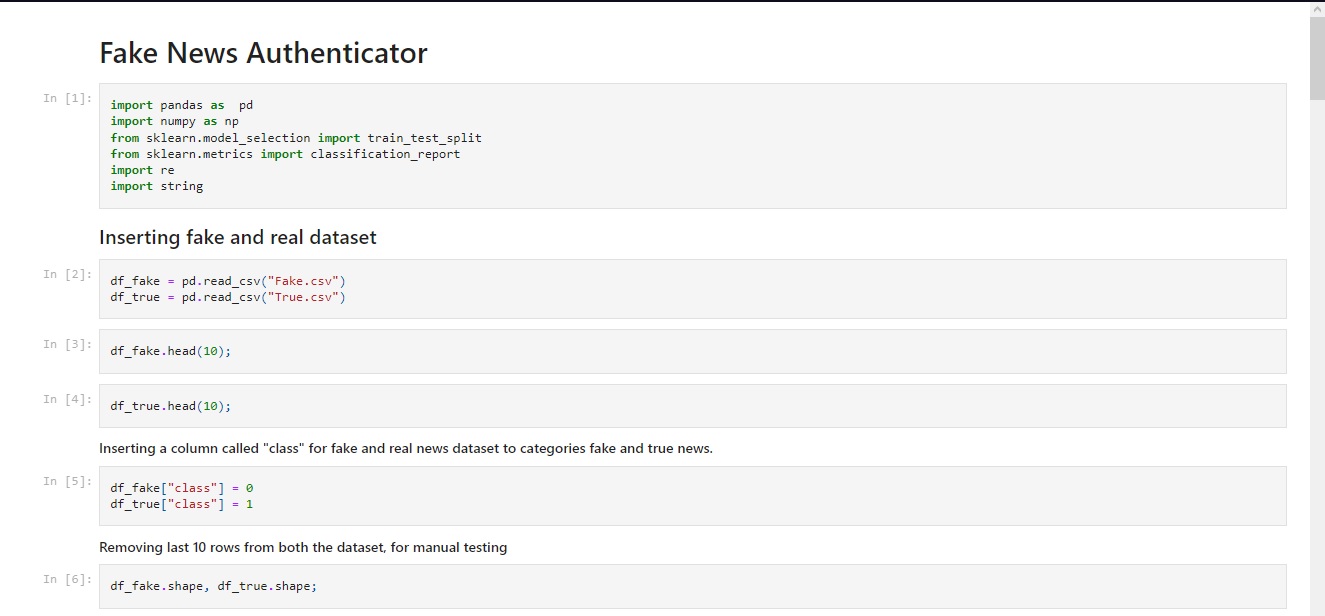 Fake News Authenticator
In [1]:
import pandas as  pd
import numpy as np
from sklearn.model_selection import train_test_split
from sklearn.metrics import classification_report
import re
import string
Inserting fake and real dataset
In [2]:
df_fake = pd.read_csv("Fake.csv")
df_true = pd.read_csv("True.csv")
In [3]:
df_fake.head(10);
In [4]:
df_true.head(10);
Inserting a column called "class" for fake and real news dataset to categories fake and true news.
In [5]:
df_fake["class"] = 0
df_true["class"] = 1
Removing last 10 rows from both the dataset, for manual testing
In [6]:
df_fake.shape, df_true.shape;